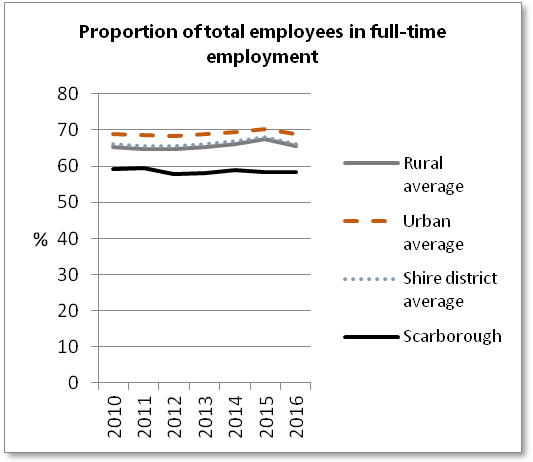 Proportion of total employees in full-time
employment
80
70
60
50
%
40
30
20
10
0
2010
2011
2012
2013
2014
2015
2016
Rural
average
Urban
average
Shire district
average
Scarborough